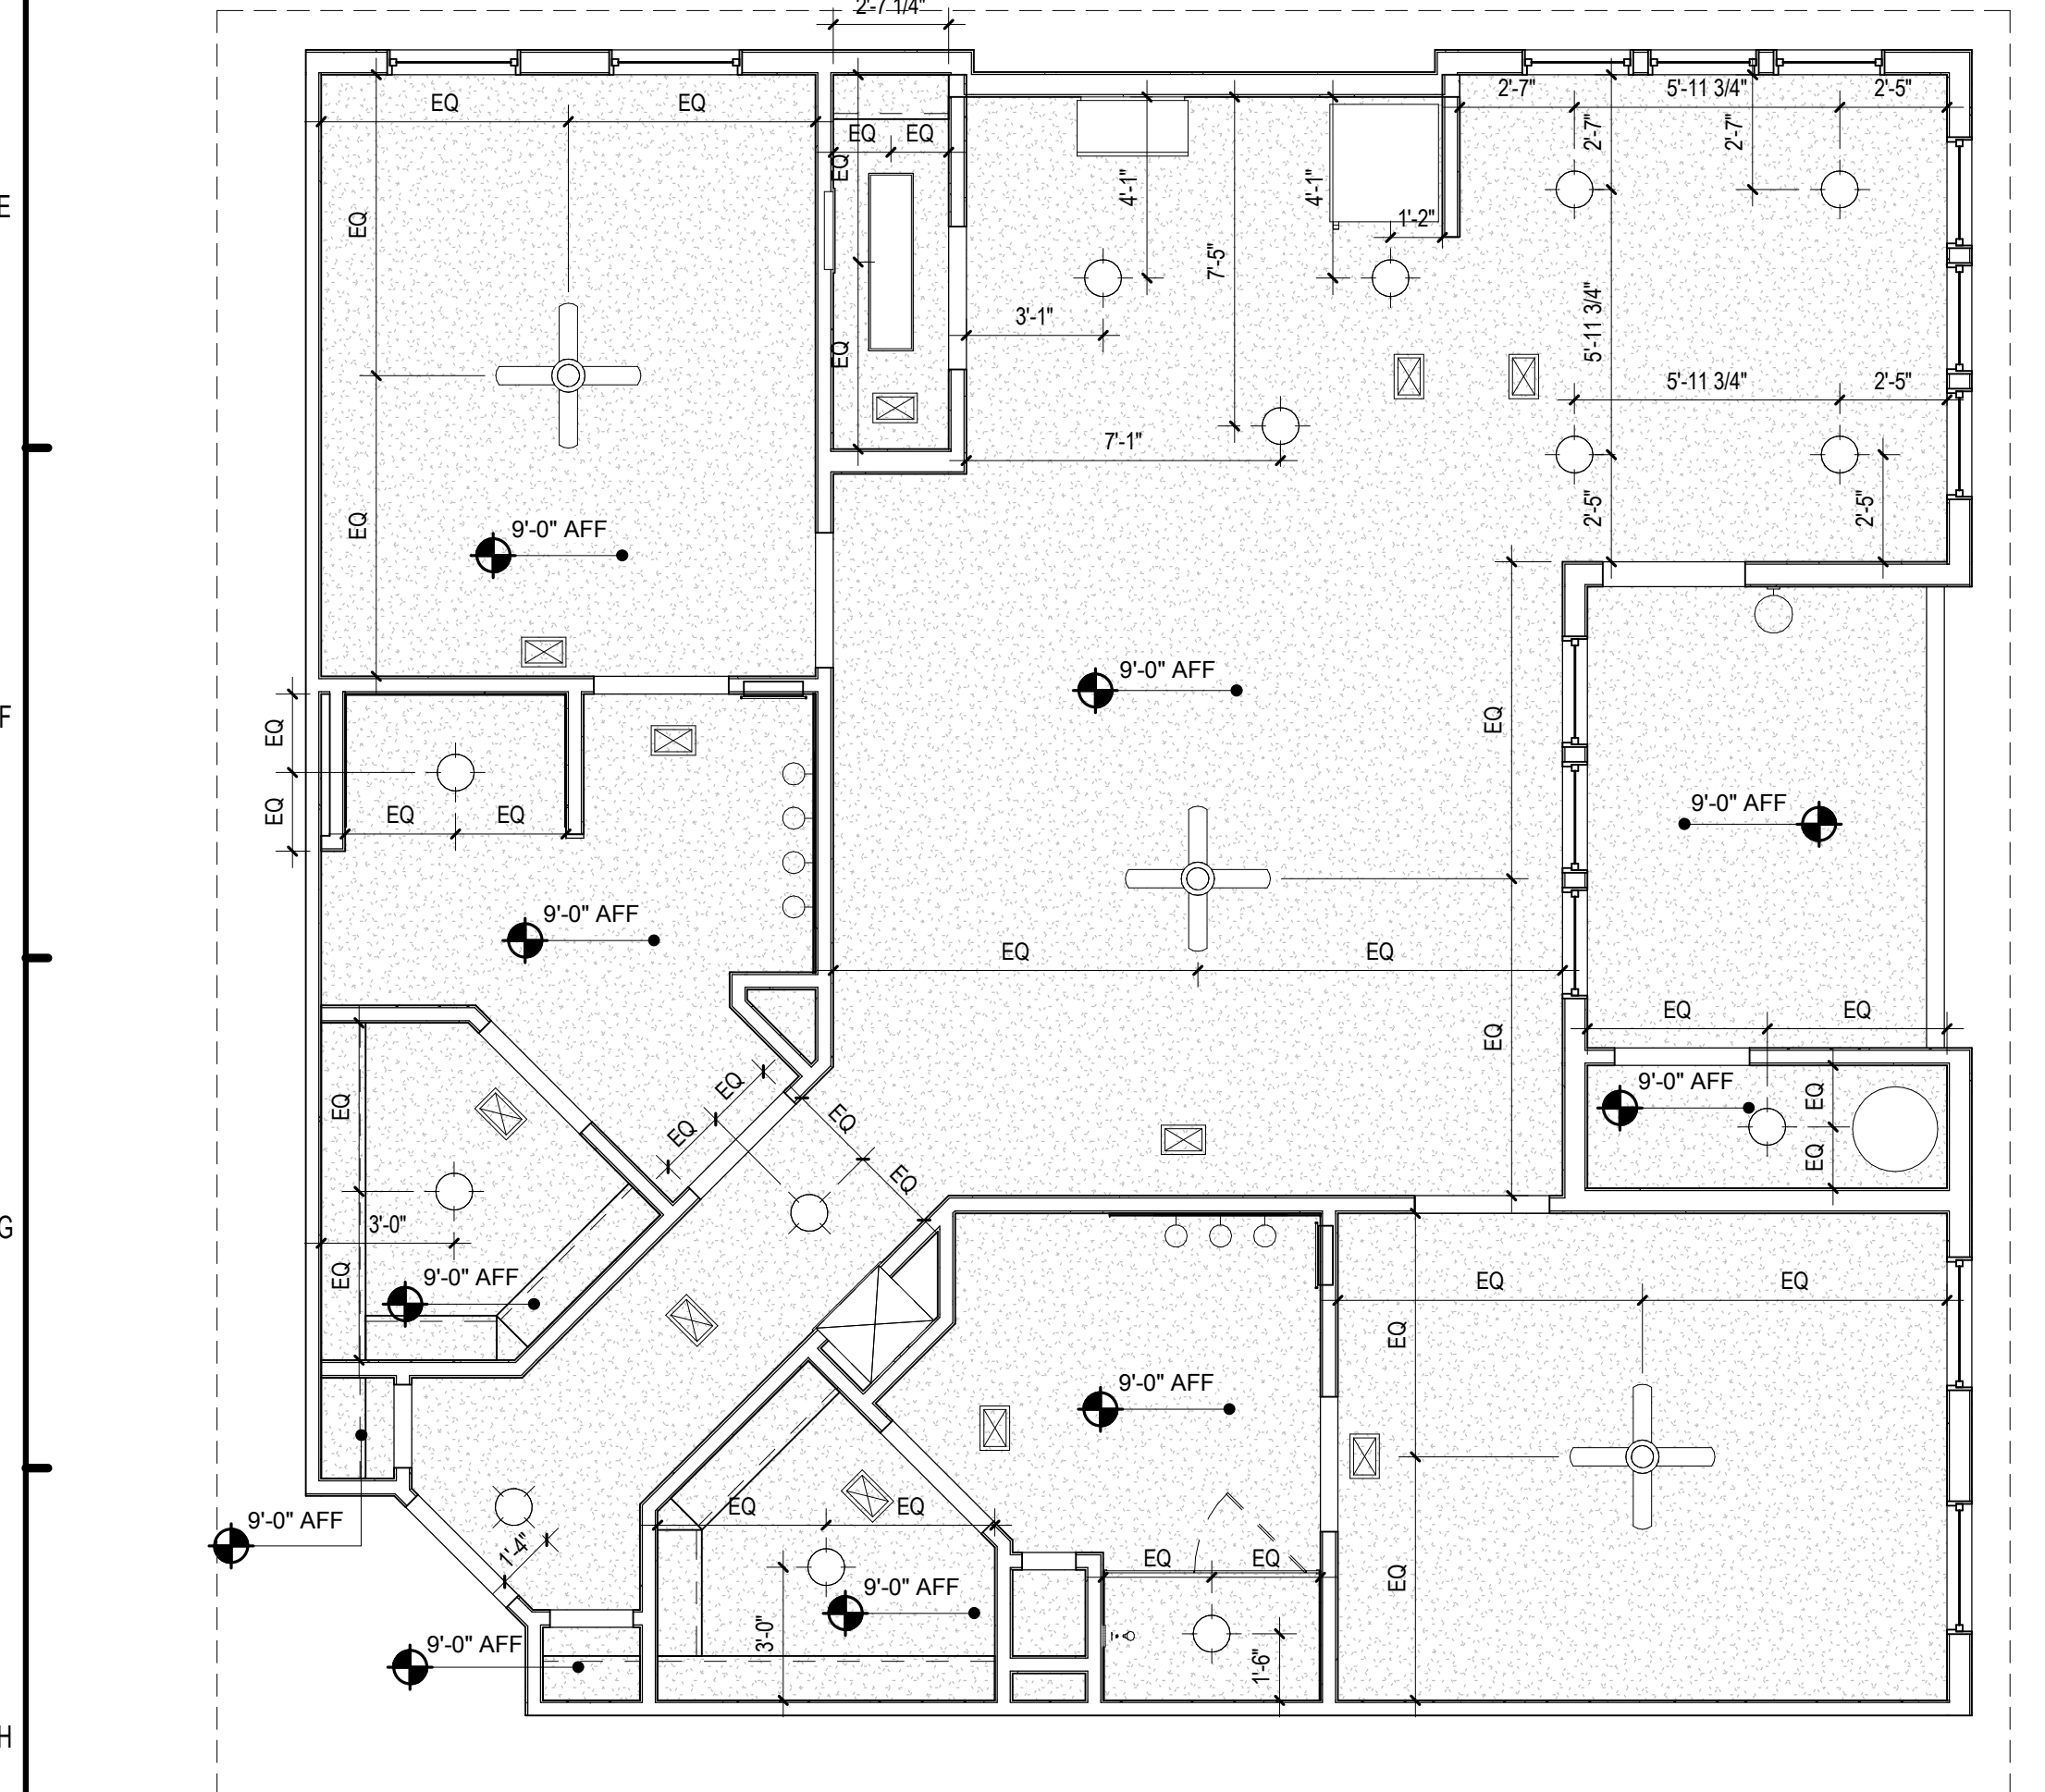 2'-7 1/4"
EQ
EQ
2'-7"
5'-11 3/4"
2'-5"
EQ
EQ
EQ
2'-7"
2'-7"
4'-1"
4'-1"
E
EQ
1'-2"
7'-5"
3'-1"
5'-11 3/4"
EQ
5'-11 3/4"
2'-5"
7'-1"
EQ
9'-0" AFF
2'-5"
2'-5"
9'-0" AFF
F
EQ
EQ
EQ
EQ
EQ
EQ
9'-0" AFF
9'-0" AFF
EQ
EQ
EQ
EQ
EQ
EQ
EQ
EQ
9'-0" AFF
EQ
EQ
EQ
EQ
EQ
G
3'-0"
EQ
9'-0" AFF
EQ
EQ
EQ
9'-0" AFF
EQ
EQ
9'-0" AFF
1'-4"
EQ
EQ
EQ
9'-0" AFF
3'-0"
9'-0" AFF
1'-6"
H